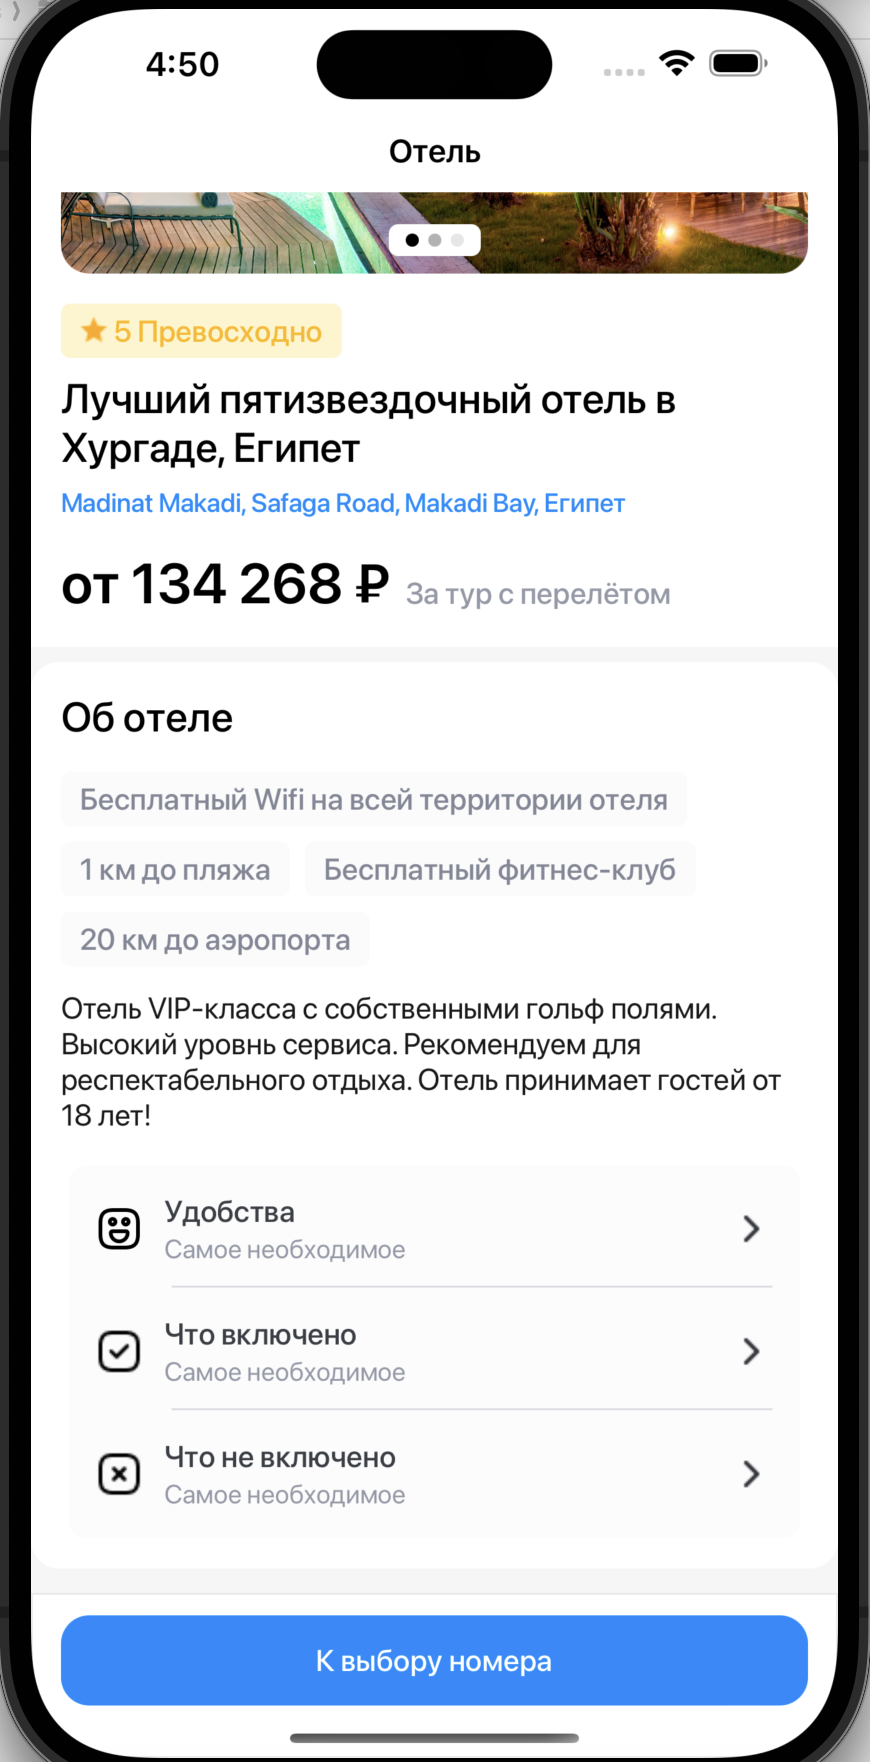 4:50
Отель
5 Превосходно
Лучший пятизвездочный отель в
Хургаде, Египет
Madinat Makadi, Safaga Road, Makadi Bay, Египет
от 134 268 ₽ За тур с перелётом
Об отеле
Бесплатный Wifi на всей территории отеля
1 км до пляжа Бесплатный фитнес-клуб
20 км до аэропорта
Отель VIP-класса с собственными гольф полями.
Высокий уровнь сервиса. Рекомендуем для
респектабельного отдыха. Отель принимает гостей от
18 лет!
Удобства
Самое необходимое
Что включено
Самое необходимое
Что не включено
Самое необходимое
К выбору номера